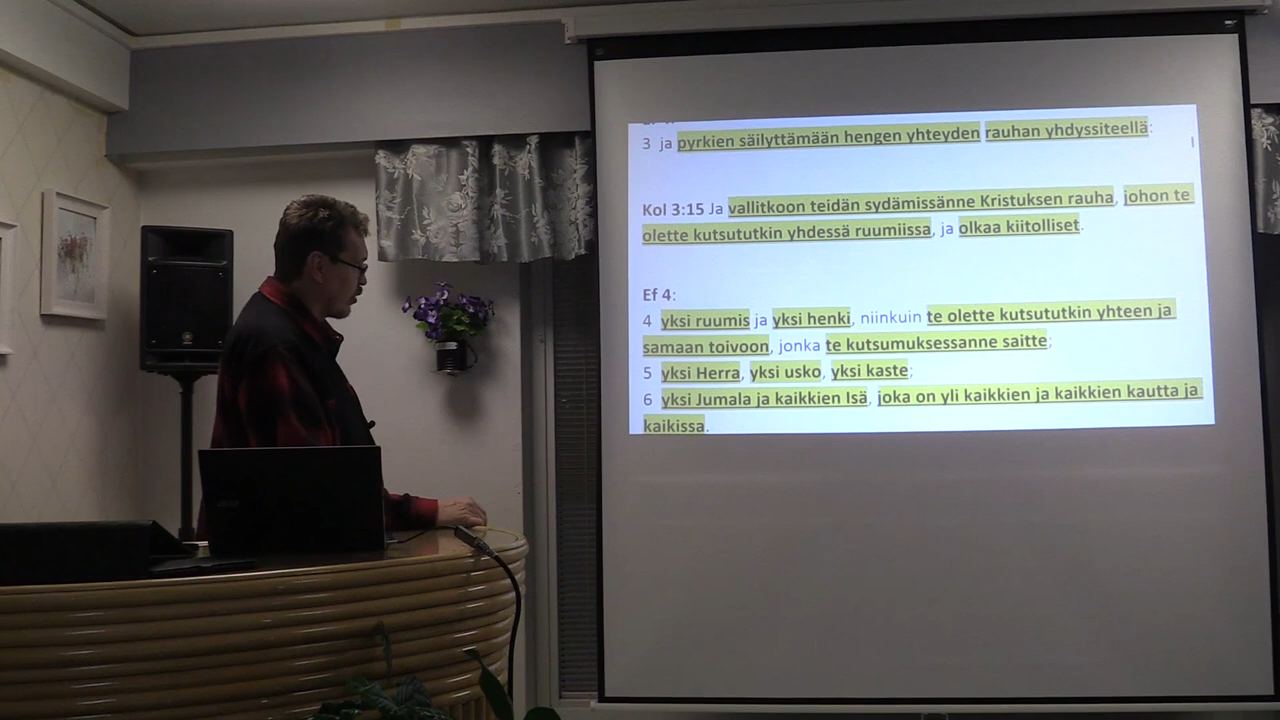 3 ja pyrkien säilyttämään hengen yhteyden rauhan yhdyssiteellä:
Kol 3:15 Ja vallitkoon teidän sydämissänne Kristuksen rauha, johon te
olette kutsututkin yhdessä ruumiissa, ja olkaa kiitolliset.
Ef 4:
4 yksi ruumis ja yksi henki, niinkuin te olette kutsututkin yhteen ja
samaan toivoon, jonka te kutsumuksessanne saitte;
5 yksi Herra, yksi usko, yksi kaste;
6 yksi Jumala ja kaikkien Isä, joka on yli kaikkien ja kaikkien kautta ja
kaikissa.